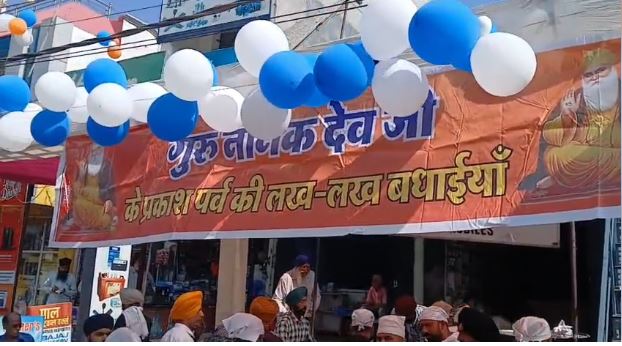 गुरु नानक देव जी
के प्रकाश पर्व की लख-लख बधाईयाँ